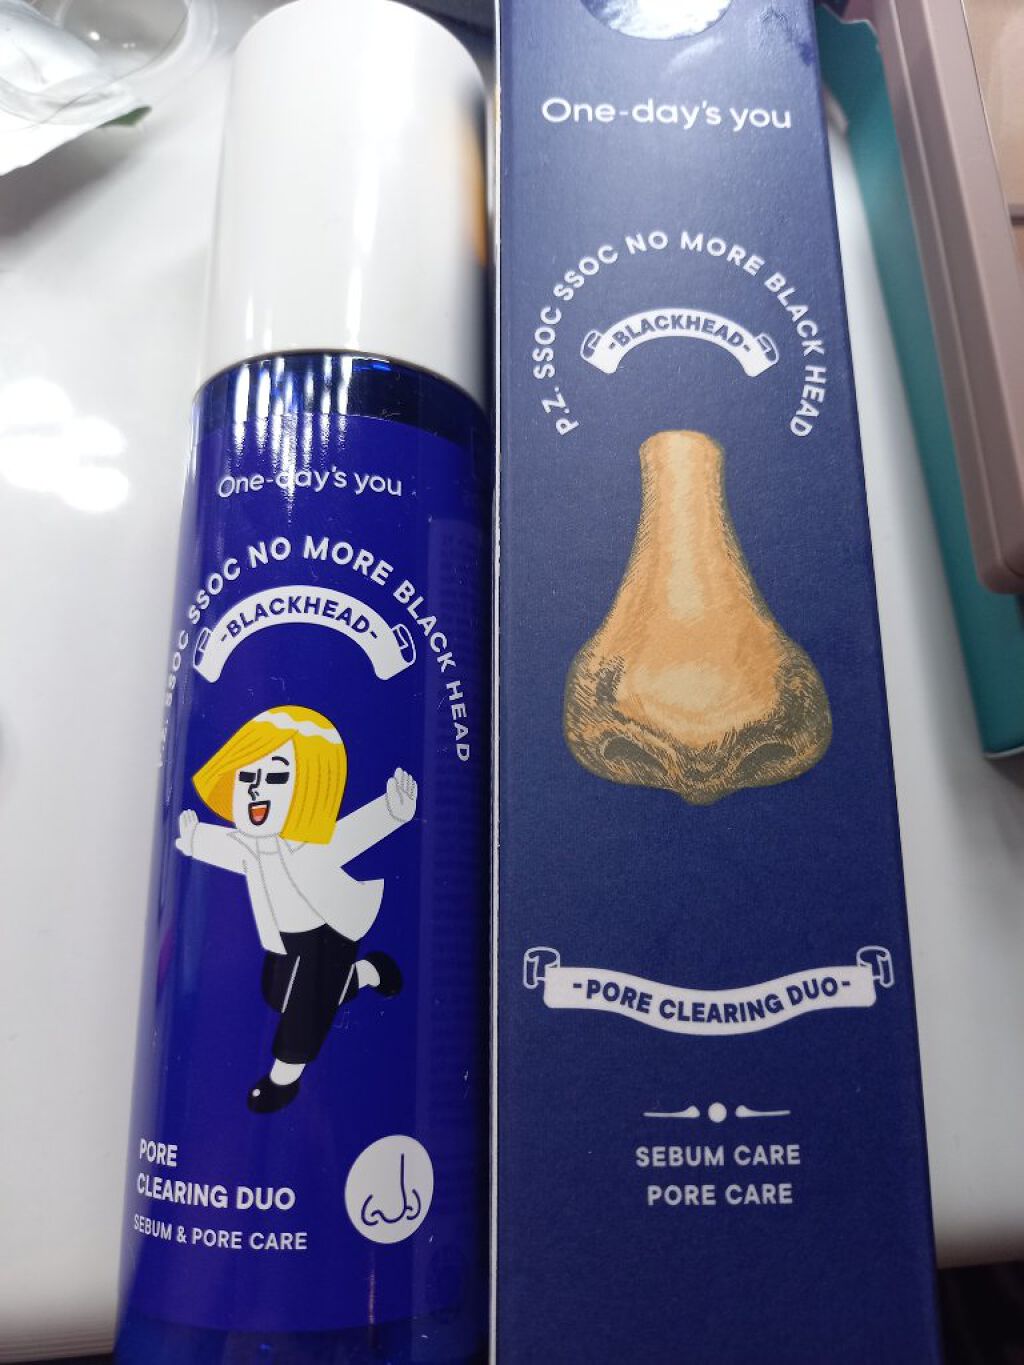 One-day's you
SSOC SSOC NO MORE BLACK HEAD
-BLACKHEAD-
PORE
CLEARING DUO
SEBUM & PORE CARE
One-day's you
P.Z. SSOC SSOC NO MORE BLACK HEAD
-BLACKHEAD-
-PORE CLEARING DUO-
SEBUM CARE
PORE CARE